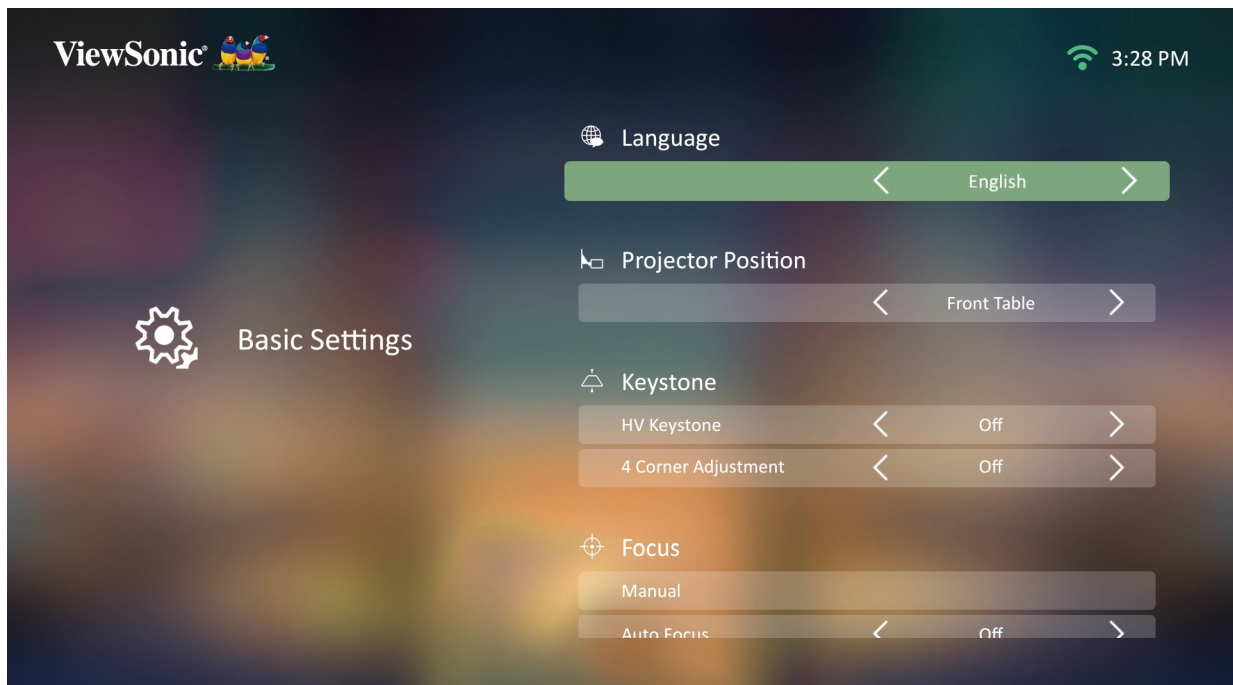 ViewSonic®
3:28 PM
Language
English
Projector Position
Front Table
Basic Settings
Keystone
HV Keystone Off
4 Corner Adjustment Off
Focus
Manual
Auto Focus Off